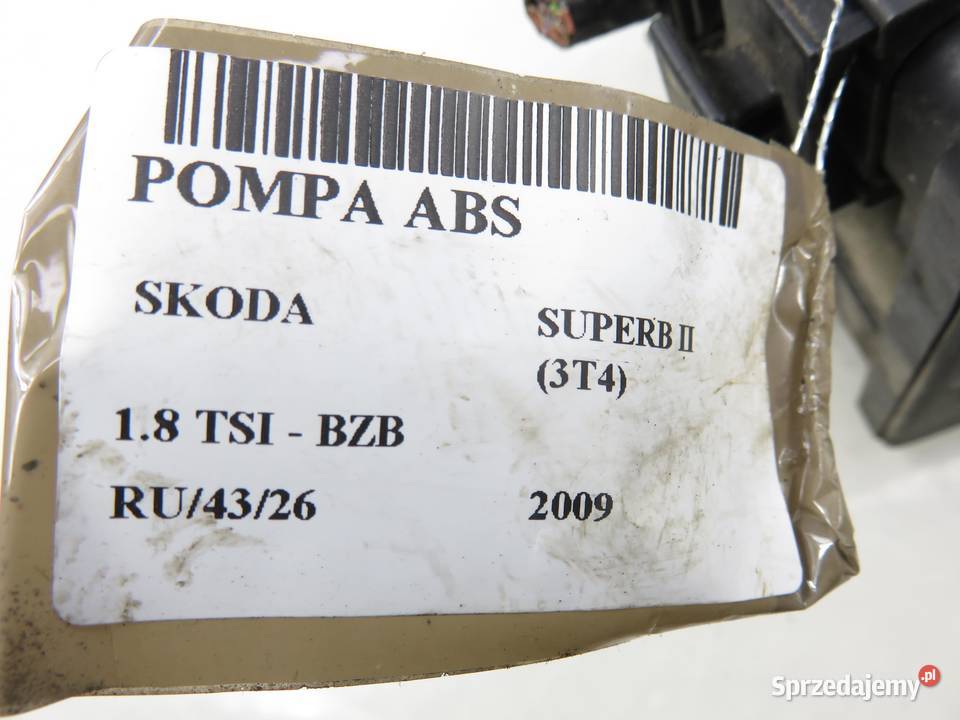 POMPA ABS
SKODA
SUPERB II
(3T4)
1.8 TSI - BZB
RU/43/26
2009
Sprzedajemy.pl